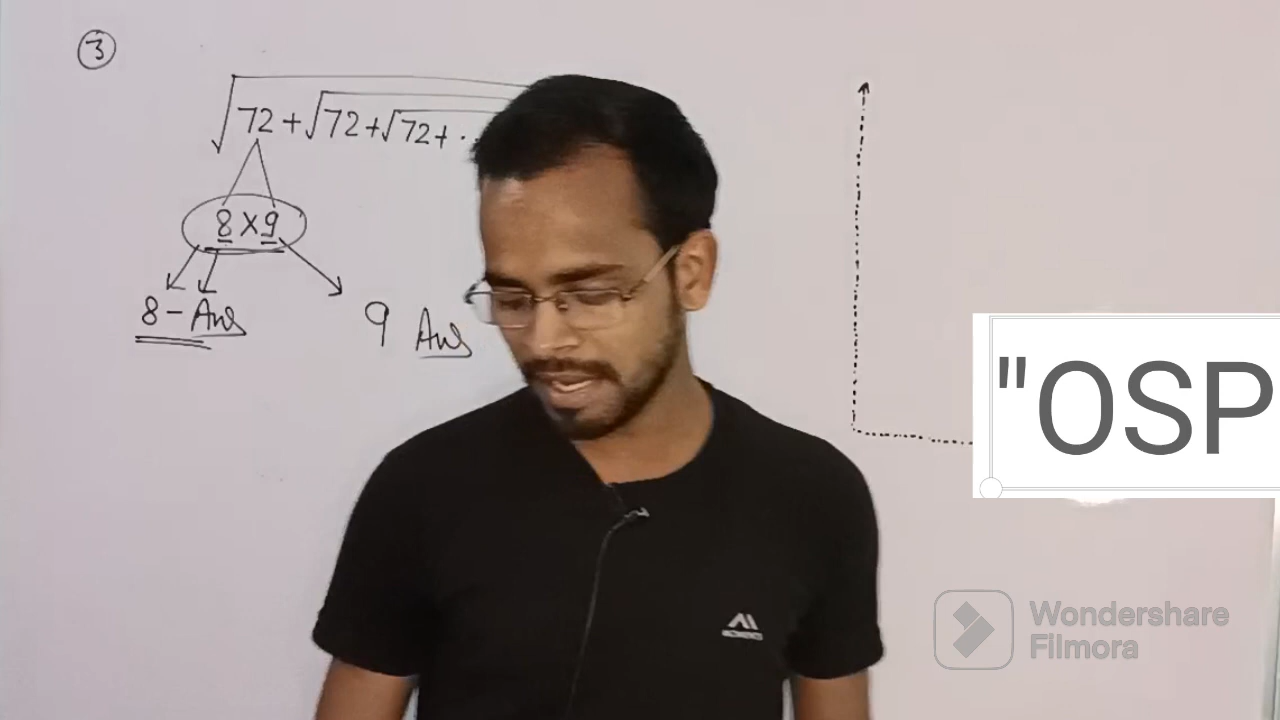 3
√72+√72+√72+...
8×9
8-Ans
9 Ans
"OSP
Wondershare
Filmora